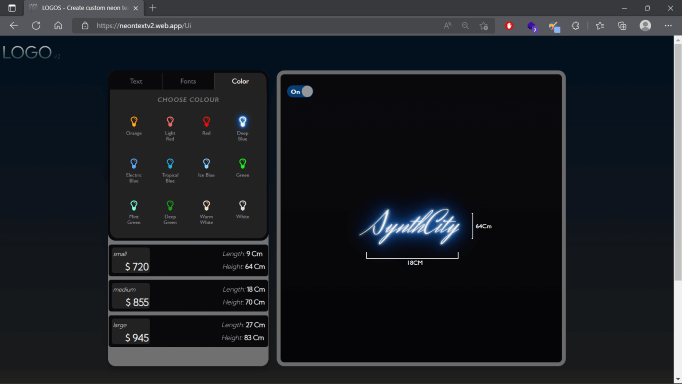 LOGOS - Create custom neon li
https://neontextv2.web.app/Ui
7
LOGO v2
Text Fonts Color
CHOOSE COLOUR
Orange Light Red Red Deep Blue
Electric Blue Tropical Blue Ice Blue Green
Mint Green Deep Green Warm White White
small Length: 9 Cm
$ 720 Height: 64 Cm
medium Length: 18 Cm
$ 855 Height: 70 Cm
large Length: 27 Cm
$ 945 Height: 83 Cm
On
SynthCity
64Cm
18CM